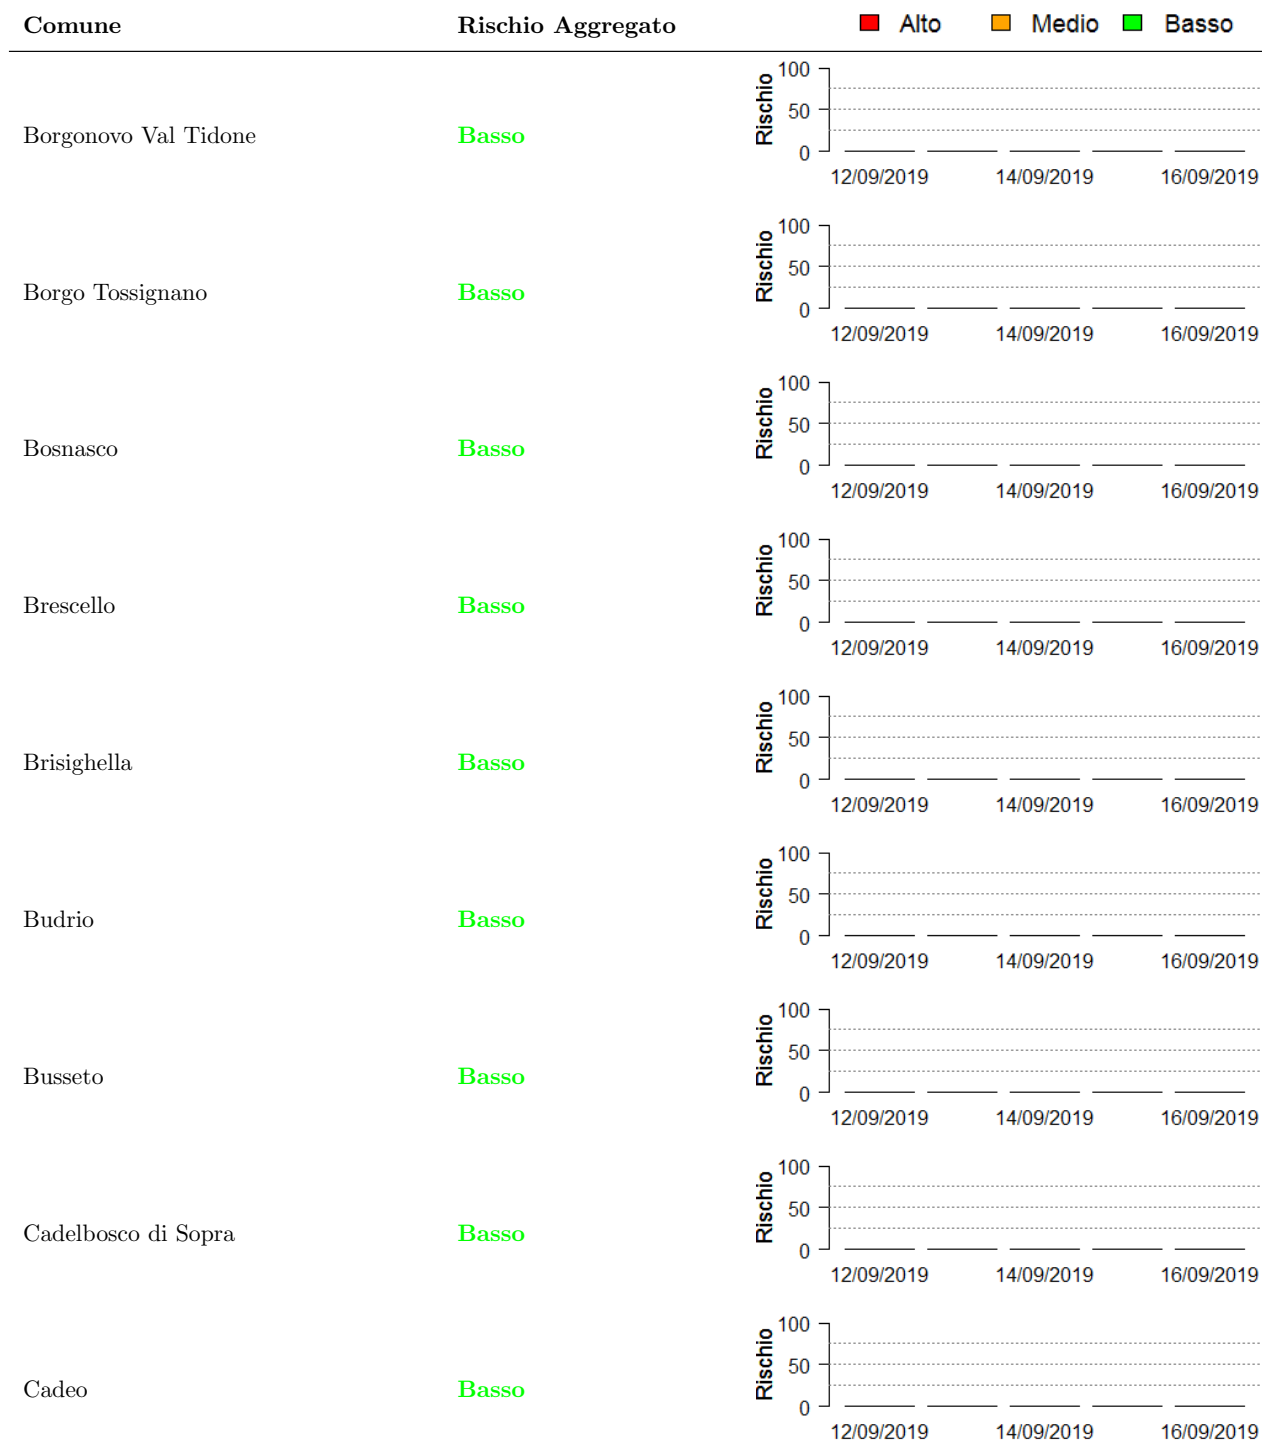 Comune Rischio Aggregato Alto Medio Basso
100
50
0
Rischio
Borgonovo Val Tidone Basso
12/09/2019 14/09/2019 16/09/2019
100
50
0
Rischio
Borgo Tossignano Basso
12/09/2019 14/09/2019 16/09/2019
100
50
0
Rischio
Bosnasco Basso
12/09/2019 14/09/2019 16/09/2019
100
50
0
Rischio
Brescello Basso
12/09/2019 14/09/2019 16/09/2019
100
50
0
Rischio
Brisighella Basso
12/09/2019 14/09/2019 16/09/2019
100
50
0
Rischio
Budrio Basso
12/09/2019 14/09/2019 16/09/2019
100
50
0
Rischio
Busseto Basso
12/09/2019 14/09/2019 16/09/2019
100
50
0
Rischio
Cadelbosco di Sopra Basso
12/09/2019 14/09/2019 16/09/2019
100
50
0
Rischio
Cadeo Basso
12/09/2019 14/09/2019 16/09/2019